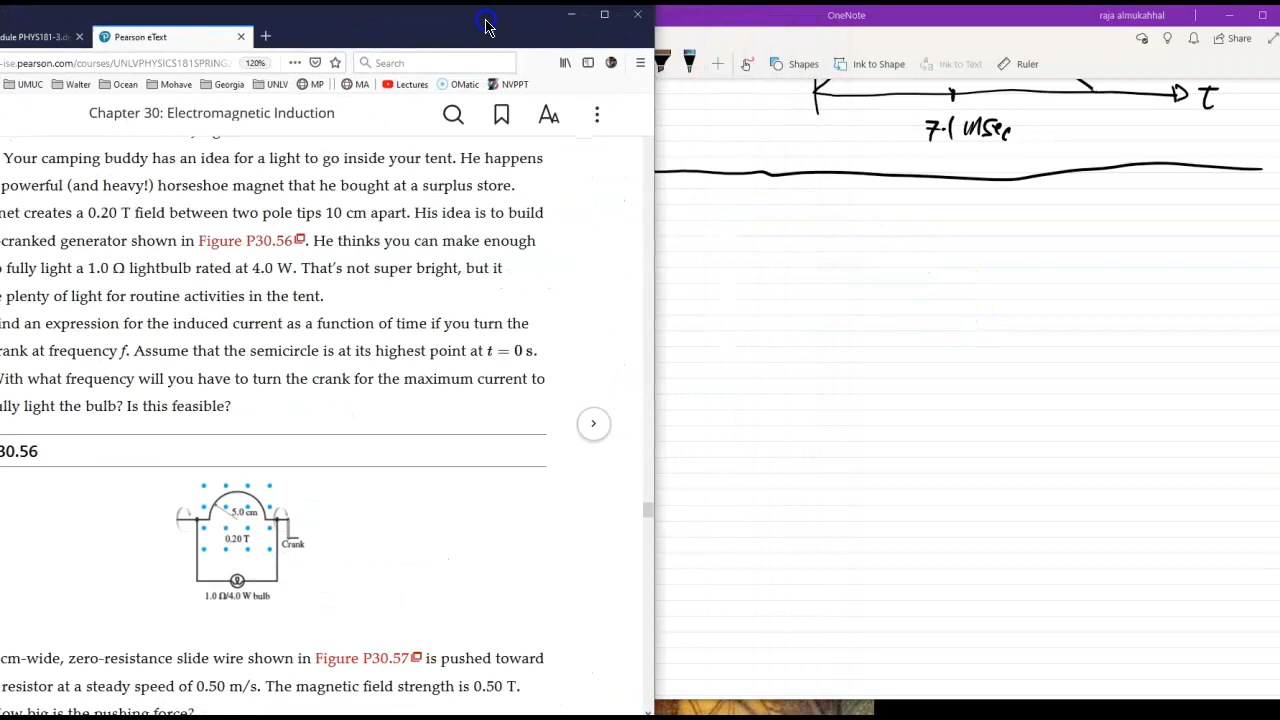 OneNote
raja almukahhal
dule PHYS181-3.d
Pearson eText
-ise.pearson.com/courses/UNLVPHYSICS181SPRING
120%
Search
Share
UMUC
Walter
Ocean
Mohave
Georgia
UNLV
MP
MA
Lectures
OMatic
NVPPT
Shapes
Ink to Shape
Ink to Text
Ruler
Chapter 30: Electromagnetic Induction
t
7.1 msec
Your camping buddy has an idea for a light to go inside your tent. He happens
powerful (and heavy!) horseshoe magnet that he bought at a surplus store.
net creates a 0.20 T field between two pole tips 10 cm apart. His idea is to build
-cranked generator shown in Figure P30.56. He thinks you can make enough
o fully light a 1.0 Ω lightbulb rated at 4.0 W. That's not super bright, but it
e plenty of light for routine activities in the tent.
ind an expression for the induced current as a function of time if you turn the
rank at frequency f. Assume that the semicircle is at its highest point at t = 0 s.
With what frequency will you have to turn the crank for the maximum current to
ully light the bulb? Is this feasible?
30.56
5.0 cm
0.20 T
Crank
1.0 Ω/4.0 W bulb
cm-wide, zero-resistance slide wire shown in Figure P30.57 is pushed toward
resistor at a steady speed of 0.50 m/s. The magnetic field strength is 0.50 T.
How big is the pushing force?